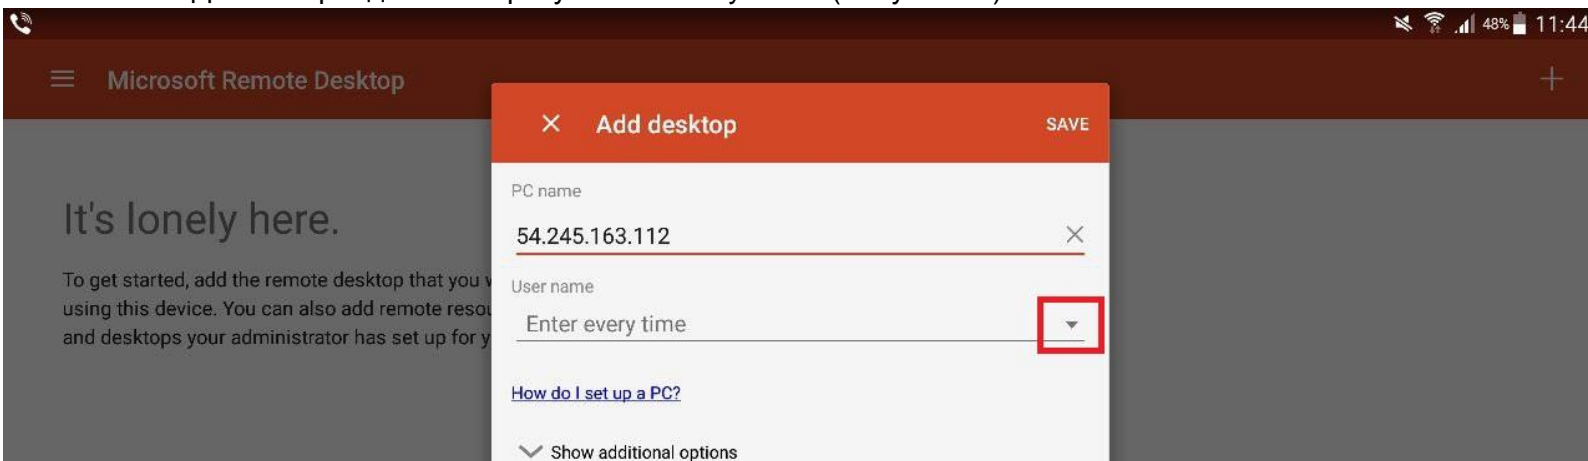 48% 11:44
Microsoft Remote Desktop
Add desktop SAVE
PC name
54.245.163.112
User name
Enter every time
How do I set up a PC?
Show additional options
It's lonely here.
To get started, add the remote desktop that you
using this device. You can also add remote
and desktops your administrator has set up for